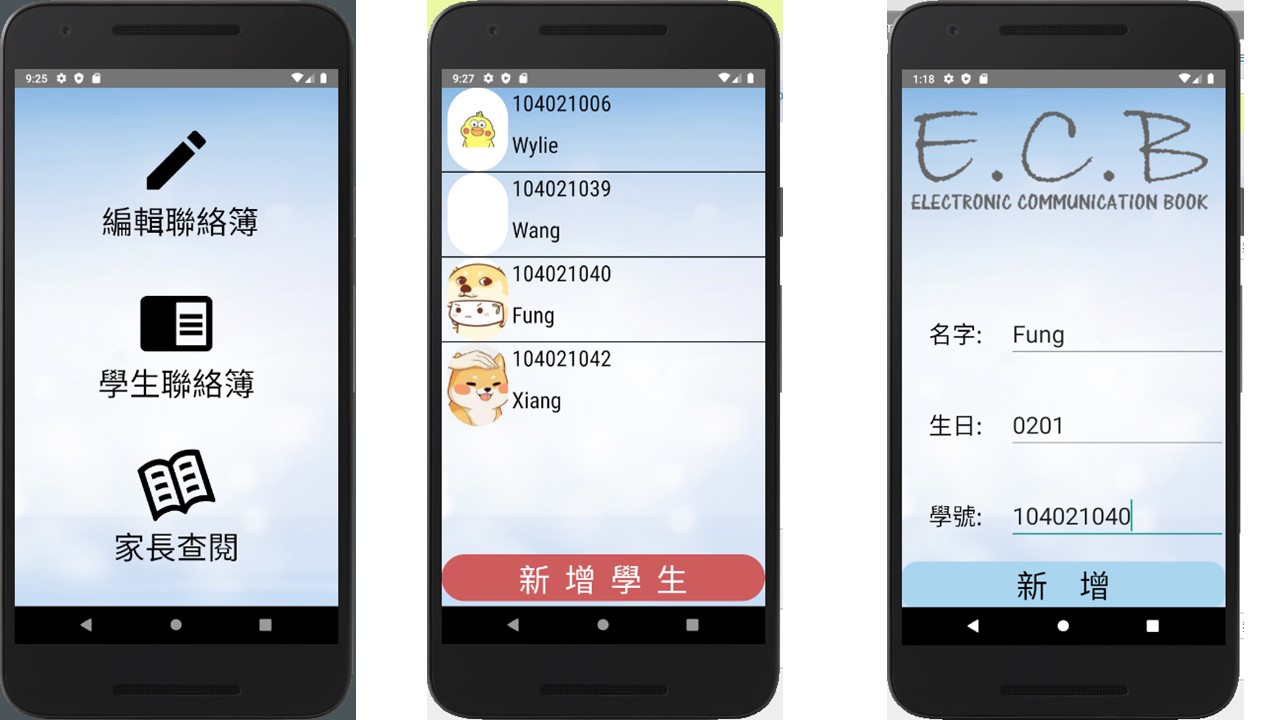 9:25
編輯聯絡簿
學生聯絡簿
家長查閱
9:27
104021006
Wylie
104021039
Wang
104021040
Fung
104021042
Xiang
新增學生
1:18
E.C.B
ELECTRONIC COMMUNICATION BOOK
名字: Fung
生日: 0201
學號: 104021040
新 增